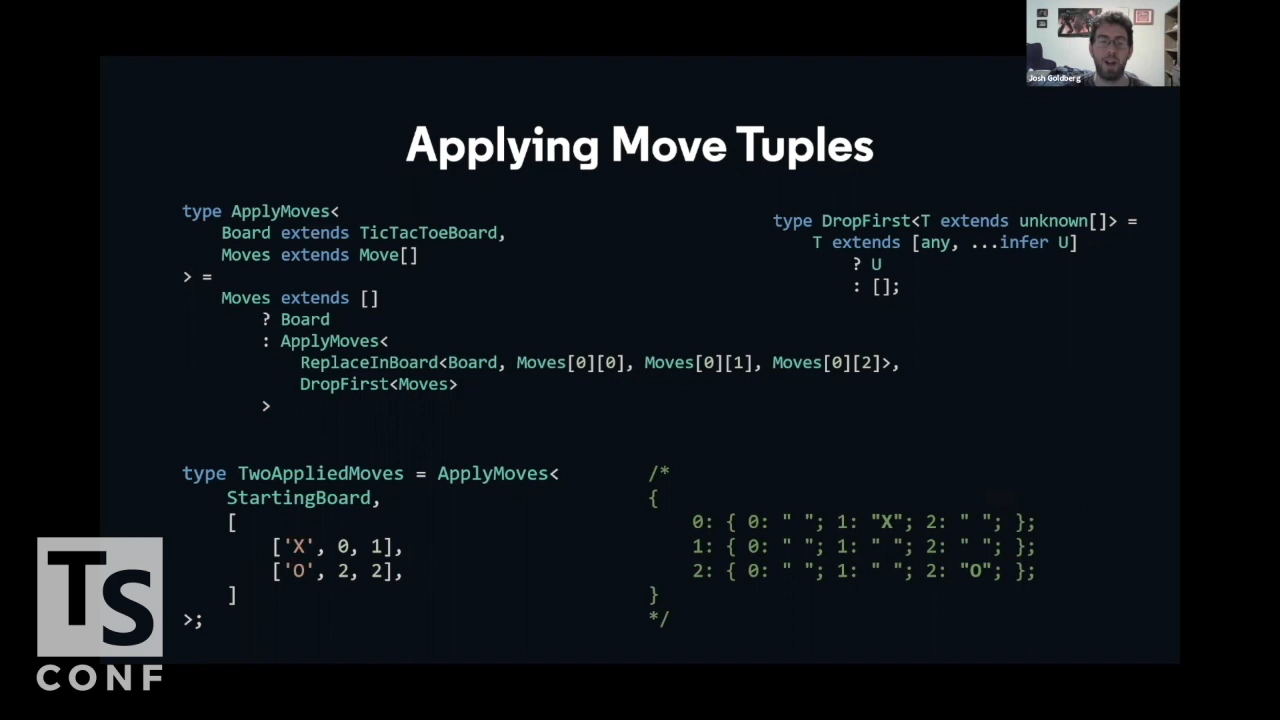 Josh Goldberg
Applying Move Tuples
type ApplyMoves<
    Board extends TicTacToeBoard,
    Moves extends Move[]
> =
    Moves extends []
        ? Board
        : ApplyMoves<
            ReplaceInBoard<Board, Moves[0][0], Moves[0][1], Moves[0][2]>,
            DropFirst<Moves>
        >
type DropFirst<T extends unknown[]> =
    T extends [any, ...infer U]
        ? U
        : [];
type TwoAppliedMoves = ApplyMoves<
    StartingBoard,
    [
        ['X', 0, 1],
        ['O', 2, 2],
    ]
>;
/*
{
    0: { 0: " "; 1: "X"; 2: " "; };
    1: { 0: " "; 1: " "; 2: " "; };
    2: { 0: " "; 1: " "; 2: "O"; };
}
*/
TS
CONF